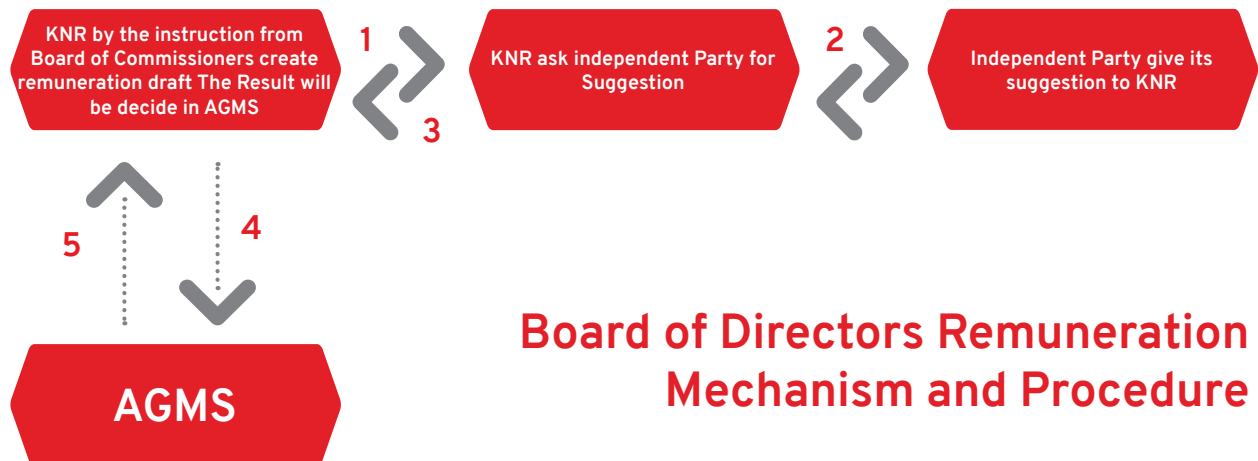 KNR by the instruction from
Board of Commissioners create
remuneration draft The Result will
be decide in AGMS
1
3
KNR ask independent Party for
Suggestion
2
Independent Party give its
suggestion to KNR
5
4
AGMS
Board of Directors Remuneration
Mechanism and Procedure